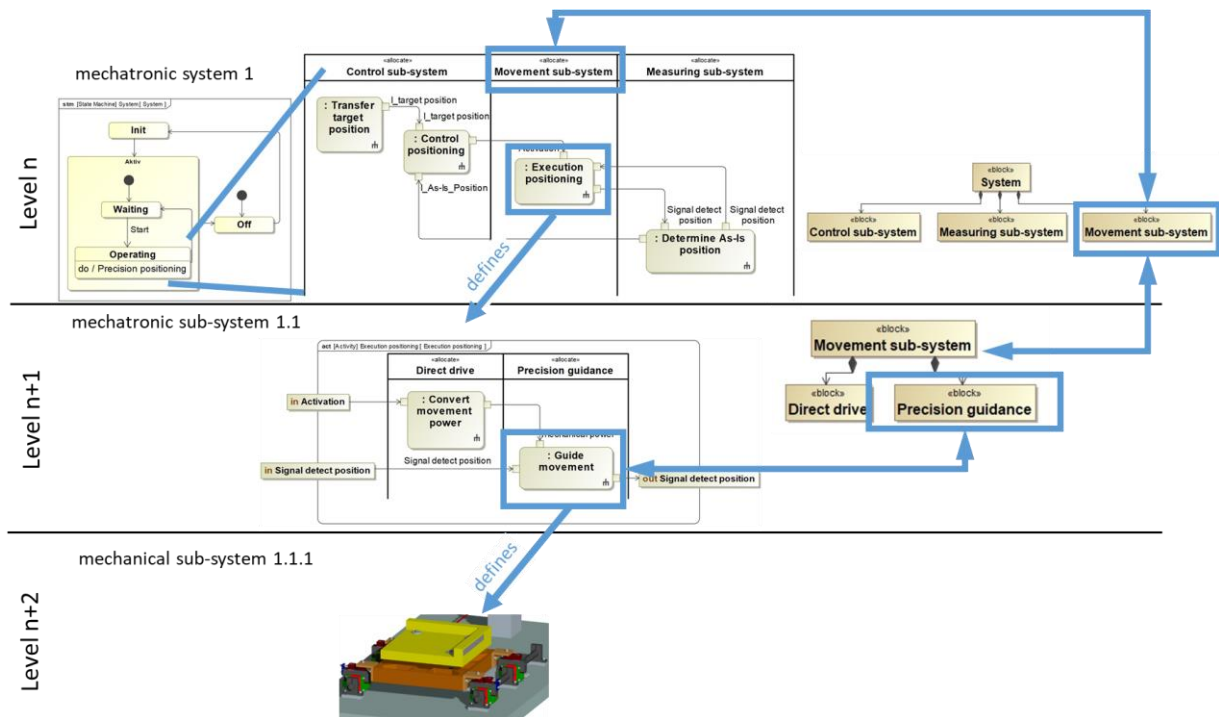 Level n
mechatronic system 1
stm [State Machine] System[ System ]
Init
Aktiv
Waiting
Start
Off
Operating
do / Precision positioning
«allocate»
Control sub-system
«allocate»
Movement sub-system
«allocate»
Measuring sub-system
: Transfer
target
position
I_target position
I_target position
: Control
positioning
Activation
: Execution
positioning
I_As-Is_Position
Signal detect
position
Signal detect
position
: Determine As-Is
position
«block»
System
«block»
Control sub-system
«block»
Measuring sub-system
«block»
Movement sub-system
defines
Level n+1
mechatronic sub-system 1.1
act [Activity] Execution positioning [ Execution positioning ]
«allocate»
Direct drive
«allocate»
Precision guidance
in Activation
: Convert
movement
power
mechanical power
in Signal detect position
Signal detect position
: Guide
movement
out Signal detect position
«block»
Movement sub-system
«block»
Direct drive
«block»
Precision guidance
defines
Level n+2
mechanical sub-system 1.1.1